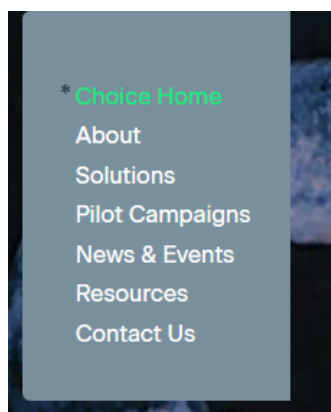 * Choice Home
About
Solutions
Pilot Campaigns
News & Events
Resources
Contact Us